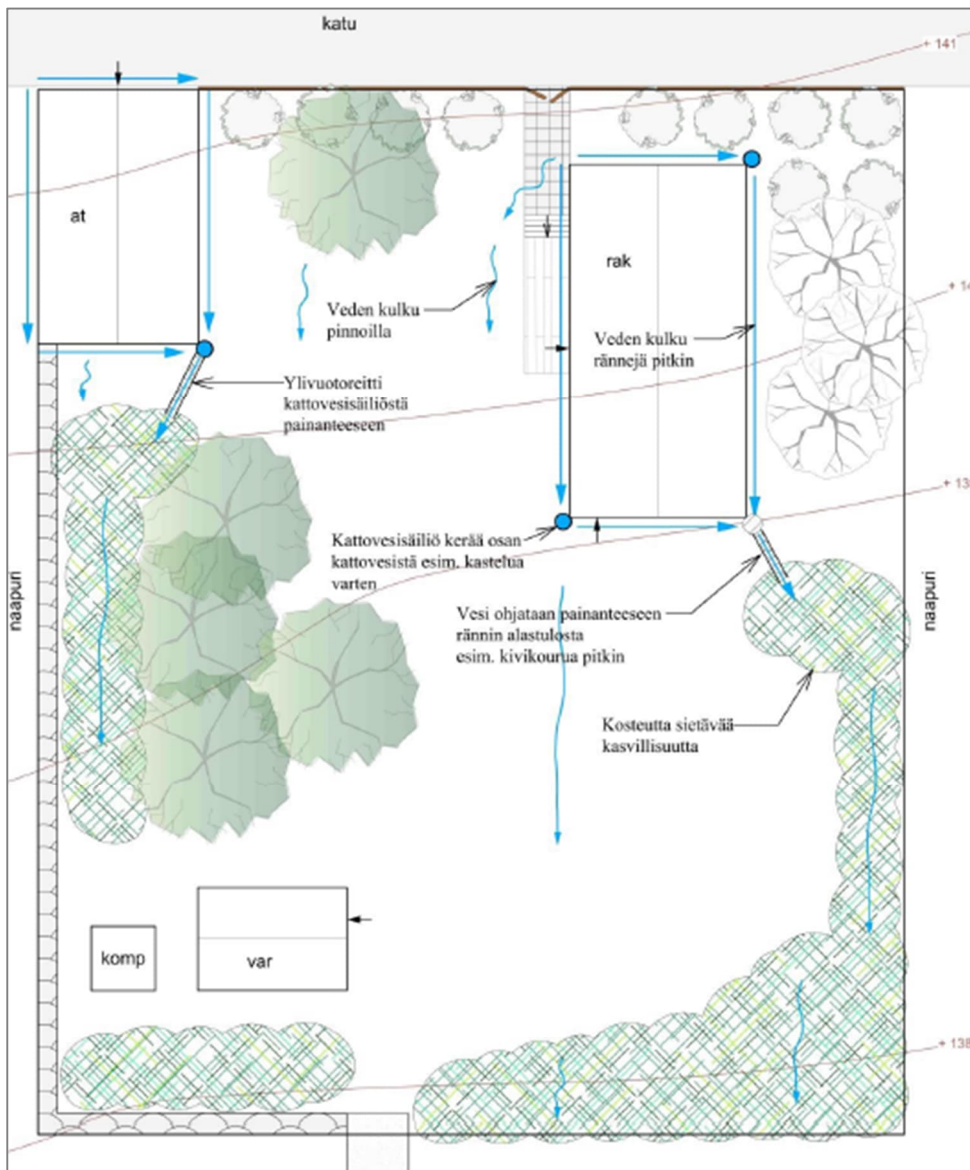 katu
+ 141
at
rak
Veden kulku
pinnoilla
Veden kulku
rännejä pitkin
Ylivuotoreitti
kattovesisäiliöstä
painanteeseen
Kattovesisäiliö kerää osan
kattovesistä esim. kastelua
varten
Vesi ohjataan painanteeseen
rännin alastulosta
esim. kivikourua pitkin
naapuri
naapuri
Kosteutta sietävää
kasvillisuutta
komp
var
+ 138